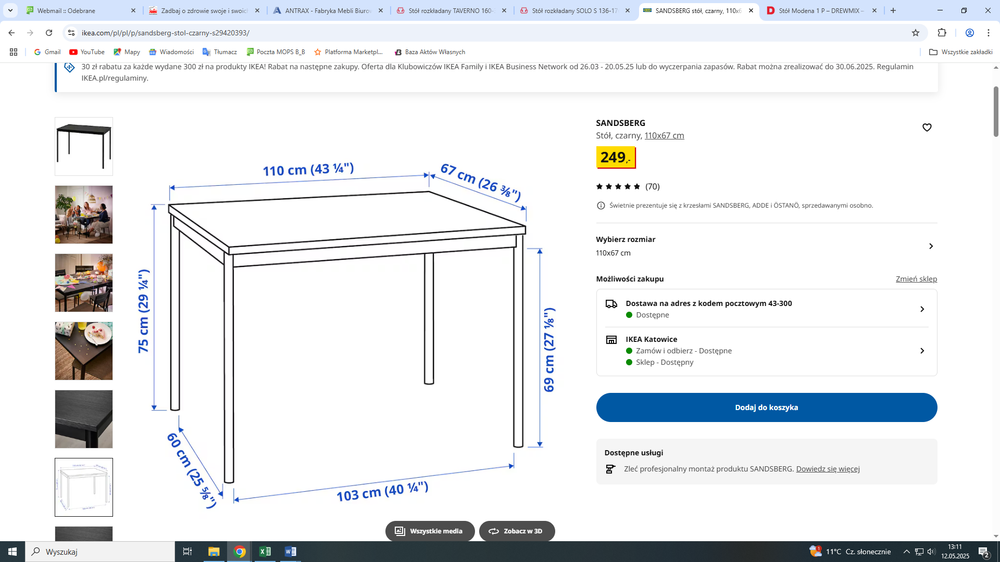 Webmail :: Odebrane
Zadbaj o zdrowie swoje i swoich
ANTRAX - Fabryka Mebli Biurow
Stół rozkładany TAVERNO 160-
Stół rozkładany SOLO S 136-17
SANDSBERG stół, czarny, 110x6
Stół Modena 1 P – DREWMIX –
ikea.com/pl/pl/p/sandsberg-stol-czarny-s29420393/
Gmail
YouTube
Mapy
Wiadomości
Tłumacz
Poczta MOPS B_B
Platforma Marketpl...
Baza Aktów Własnych
Wszystkie zakładki
30 zł rabatu za każde wydane 300 zł na produkty IKEA! Rabat na następne zakupy. Oferta dla Klubowiczów IKEA Family i IKEA Business Network od 26.03 - 20.05.25 lub do wyczerpania zapasów. Rabat można zrealizować do 30.06.2025. Regulamin
IKEA.pl/regulaminy.
110 cm (43 ¼")
67 cm (26 ⅜")
75 cm (29 ¼")
69 cm (27 ⅛")
60 cm (25 ⅝")
103 cm (40 ¼")
Wszystkie media
Zobacz w 3D
SANDSBERG
Stół, czarny, 110x67 cm
249,-
(70)
Świetnie prezentuje się z krzesłami SANDSBERG, ADDE i ÖSTANÖ, sprzedawanymi osobno.
Wybierz rozmiar
110x67 cm
Możliwości zakupu
Zmień sklep
Dostawa na adres z kodem pocztowym 43-300
Dostępne
IKEA Katowice
Zamów i odbierz - Dostępne
Sklep - Dostępny
Dodaj do koszyka
Dostępne usługi
Zleć profesjonalny montaż produktu SANDSBERG. Dowiedz się więcej
Wyszukaj
1
11°C Cz. słonecznie
13:11
12.05.2025
2